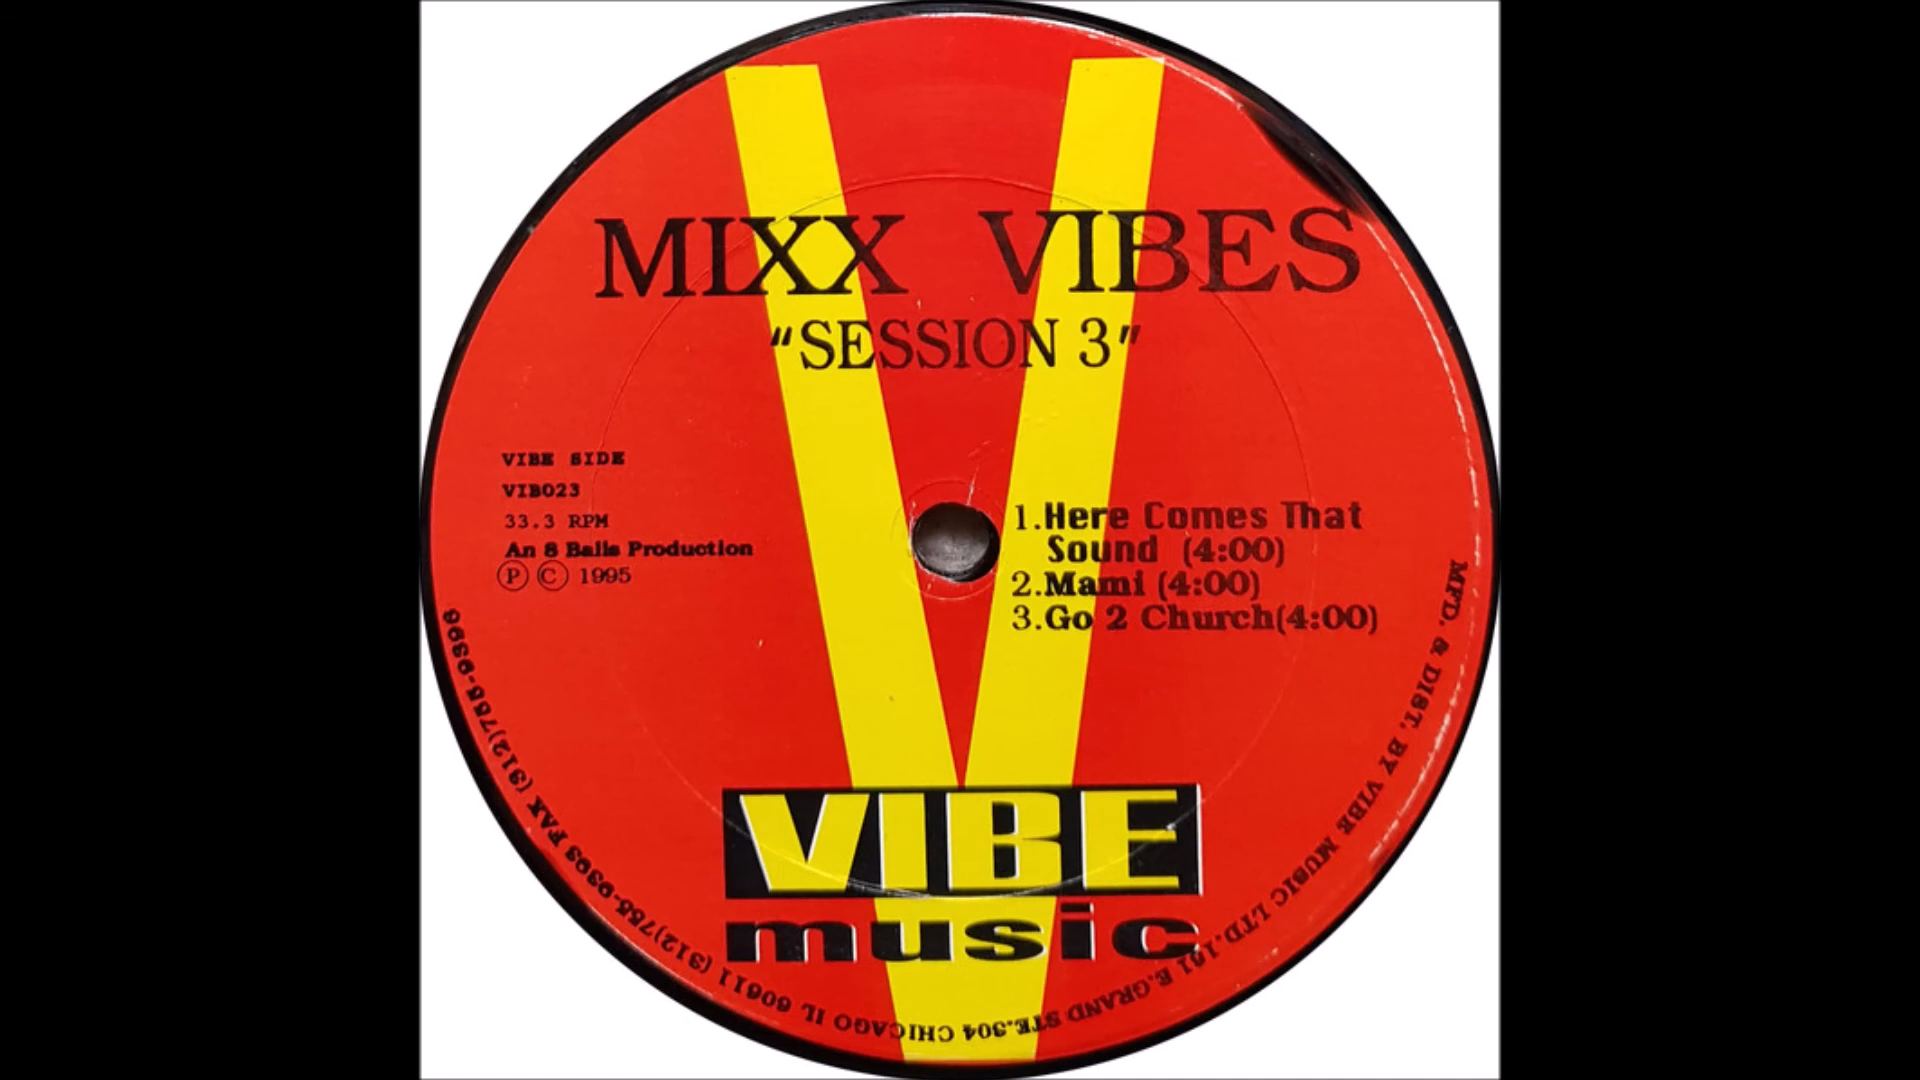 MIXX VIBES
"SESSION 3"
VIBE SIDE
VIB023
33.3 RPM
An 8 Balls Production
Ⓟ Ⓒ 1995
1.Here Comes That
Sound (4:00)
2.Mami (4:00)
3.Go 2 Church(4:00)
VIBE
music
MFD. & DIST. BY VIBE MUSIC LTD. 161 E.GRAND STE.304 CHICAGO IL 60611 (312)755-9393 FAX (312)755-9396